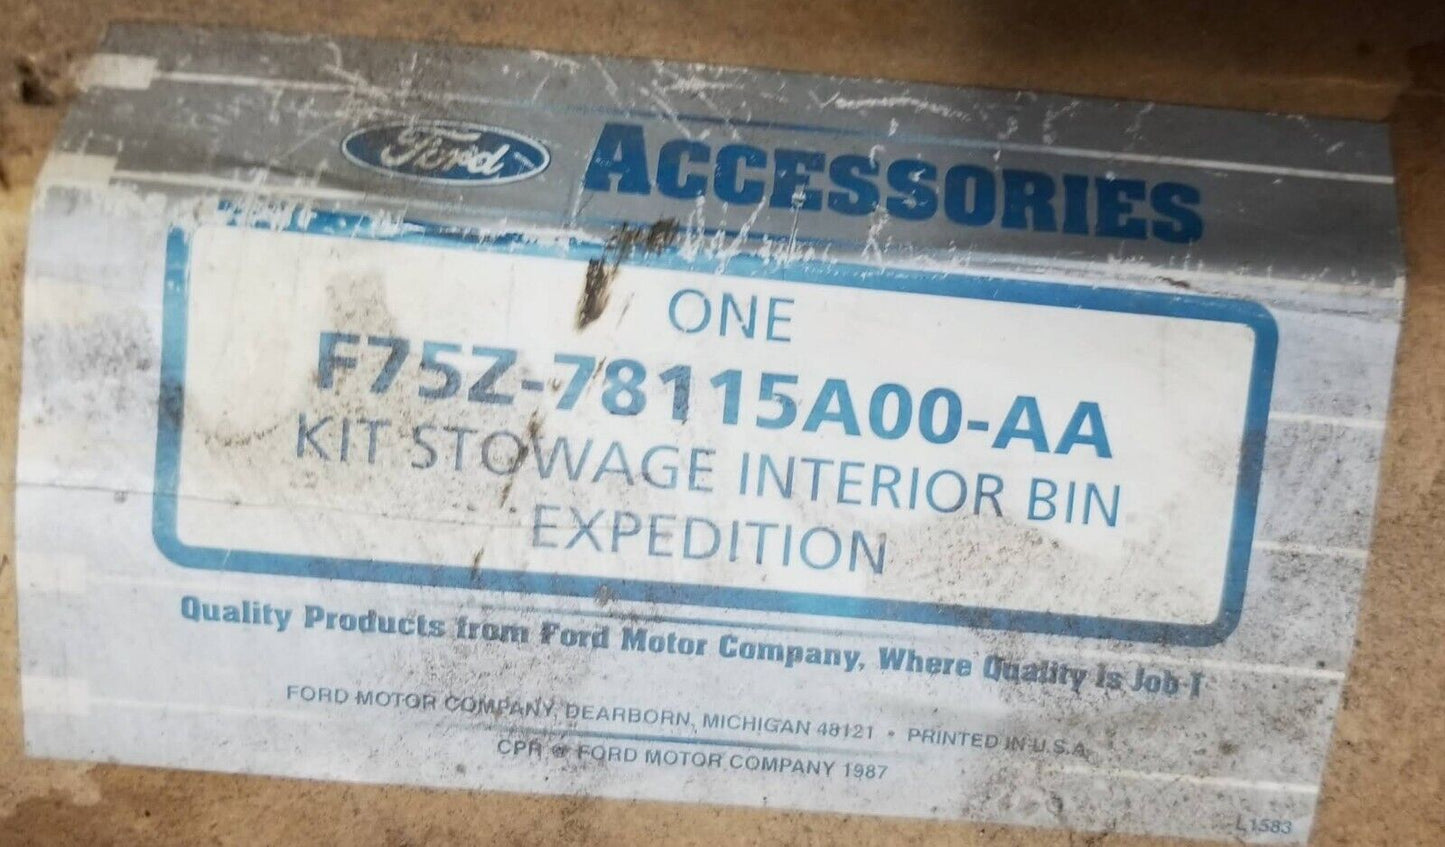 Ford ACCESSORIES
ONE
F75Z-78115A00-AA
KIT STOWAGE INTERIOR BIN
EXPEDITION
Quality Products from Ford Motor Company, Where Quality Is Job 1
FORD MOTOR COMPANY, DEARBORN, MICHIGAN 48121 • PRINTED IN U.S.A.
CPR © FORD MOTOR COMPANY 1987
L1583